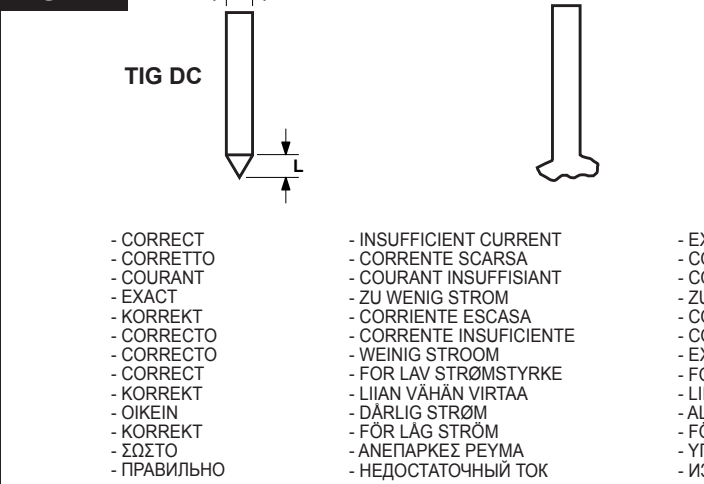 TIG DC
L
- CORRECT
- CORRETTO
- COURANT
- EXACT
- KORREKT
- CORRECTO
- CORRECTO
- CORRECT
- KORREKT
- OIKEIN
- KORREKT
- ΣΩΣΤΟ
- ПРАВИЛЬНО
- INSUFFICIENT CURRENT
- CORRENTE SCARSA
- COURANT INSUFFISIANT
- ZU WENIG STROM
- CORRIENTE ESCASA
- CORRENTE INSUFICIENTE
- WEINIG STROOM
- FOR LAV STRØMSTYRKE
- LIIAN VÄHÄN VIRTAA
- DÅRLIG STRØM
- FÖR LÅG STRÖM
- ΑΝΕΠΑΡΚΕΣ ΡΕΥΜΑ
- НЕДОСТАТОЧНЫЙ ТОК